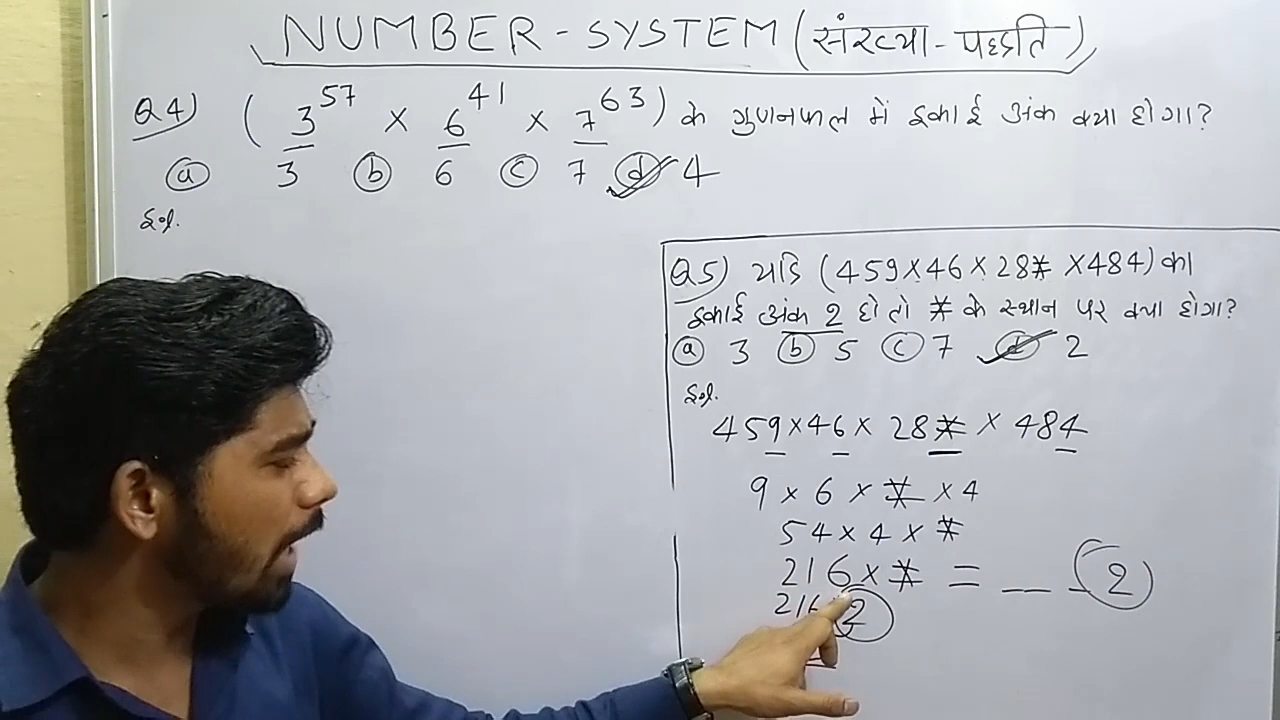 NUMBER-SYSTEM (संख्या-पद्धति)
Q4) (3^57 × 6^41 × 7^63) के गुणनफल में इकाई अंक क्या होगा?
(a) 3 (b) 6 (c) 7 (d) 4
Sol.
Q5) यदि (459×46×28* ×484) का
इकाई अंक 2 हो तो * के स्थान पर क्या होगा?
(a) 3 (b) 5 (c) 7 (d) 2
Sol.
459×46× 28* × 484
9 × 6 × * × 4
54 × 4 × *
216 × * = _ _ _ 2
216 2